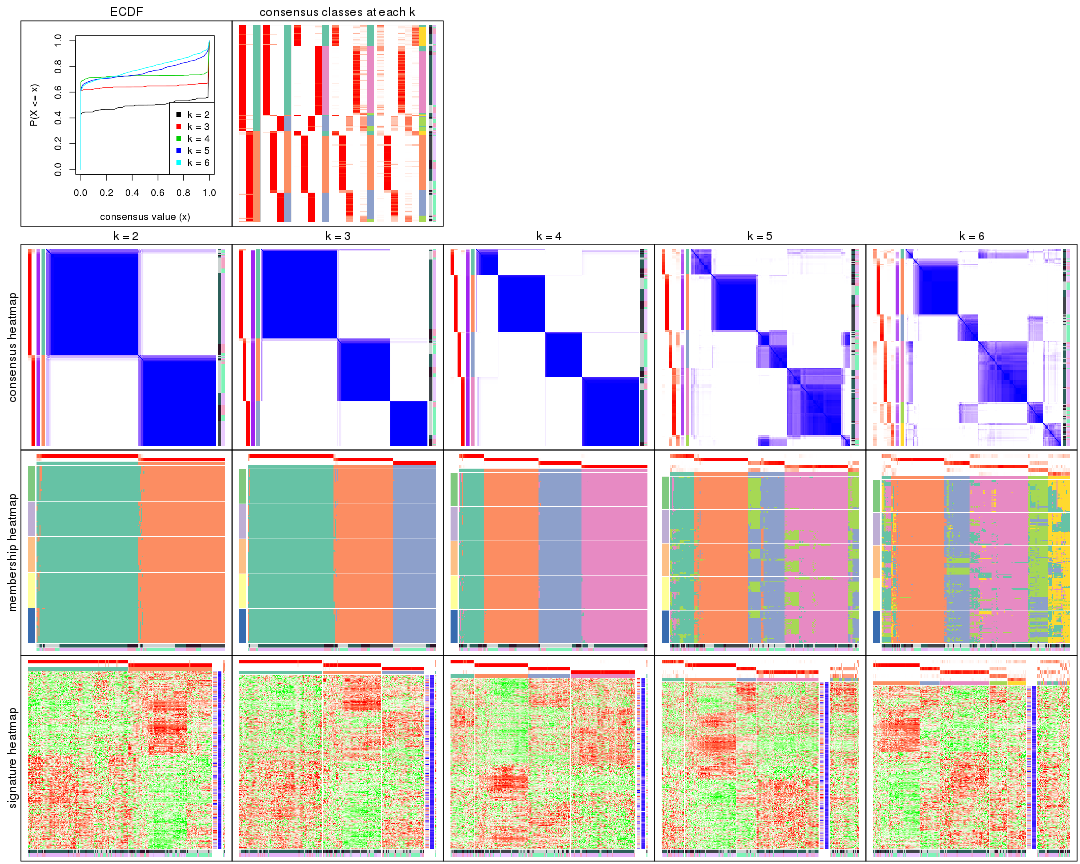 ECDF
consensus classes at each k
P(X <= x)
0.0 0.2 0.4 0.6 0.8 1.0
k = 2
k = 3
k = 4
k = 5
k = 6
0.0 0.2 0.4 0.6 0.8 1.0
consensus value (x)
k = 2
k = 3
k = 4
k = 5
k = 6
consensus heatmap
membership heatmap
signature heatmap